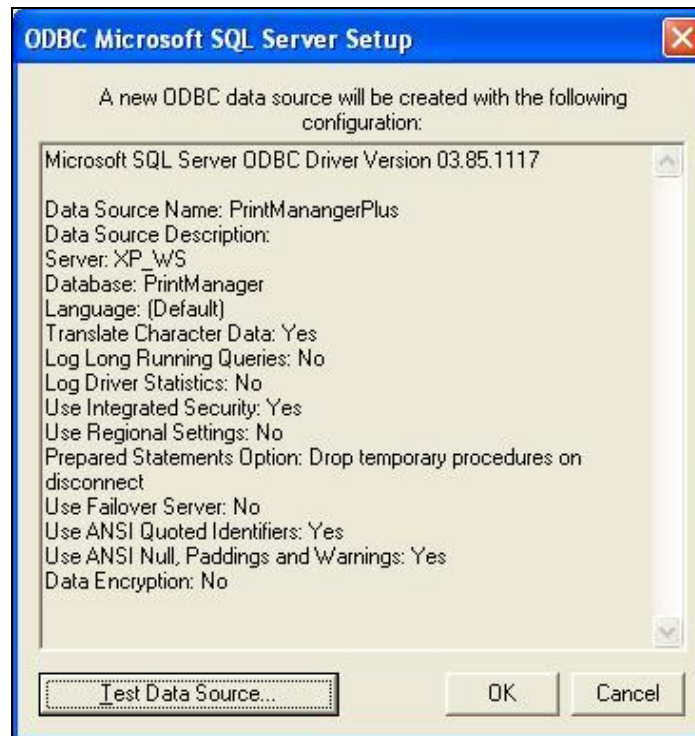 ODBC Microsoft SQL Server Setup
A new ODBC data source will be created with the following
configuration:
Microsoft SQL Server ODBC Driver Version 03.85.1117
Data Source Name: PrintManangerPlus
Data Source Description:
Server: XP_WS
Database: PrintManager
Language: (Default)
Translate Character Data: Yes
Log Long Running Queries: No
Log Driver Statistics: No
Use Integrated Security: Yes
Use Regional Settings: No
Prepared Statements Option: Drop temporary procedures on
disconnect
Use Failover Server: No
Use ANSI Quoted Identifiers: Yes
Use ANSI Null, Paddings and Warnings: Yes
Data Encryption: No
Test Data Source...
OK
Cancel